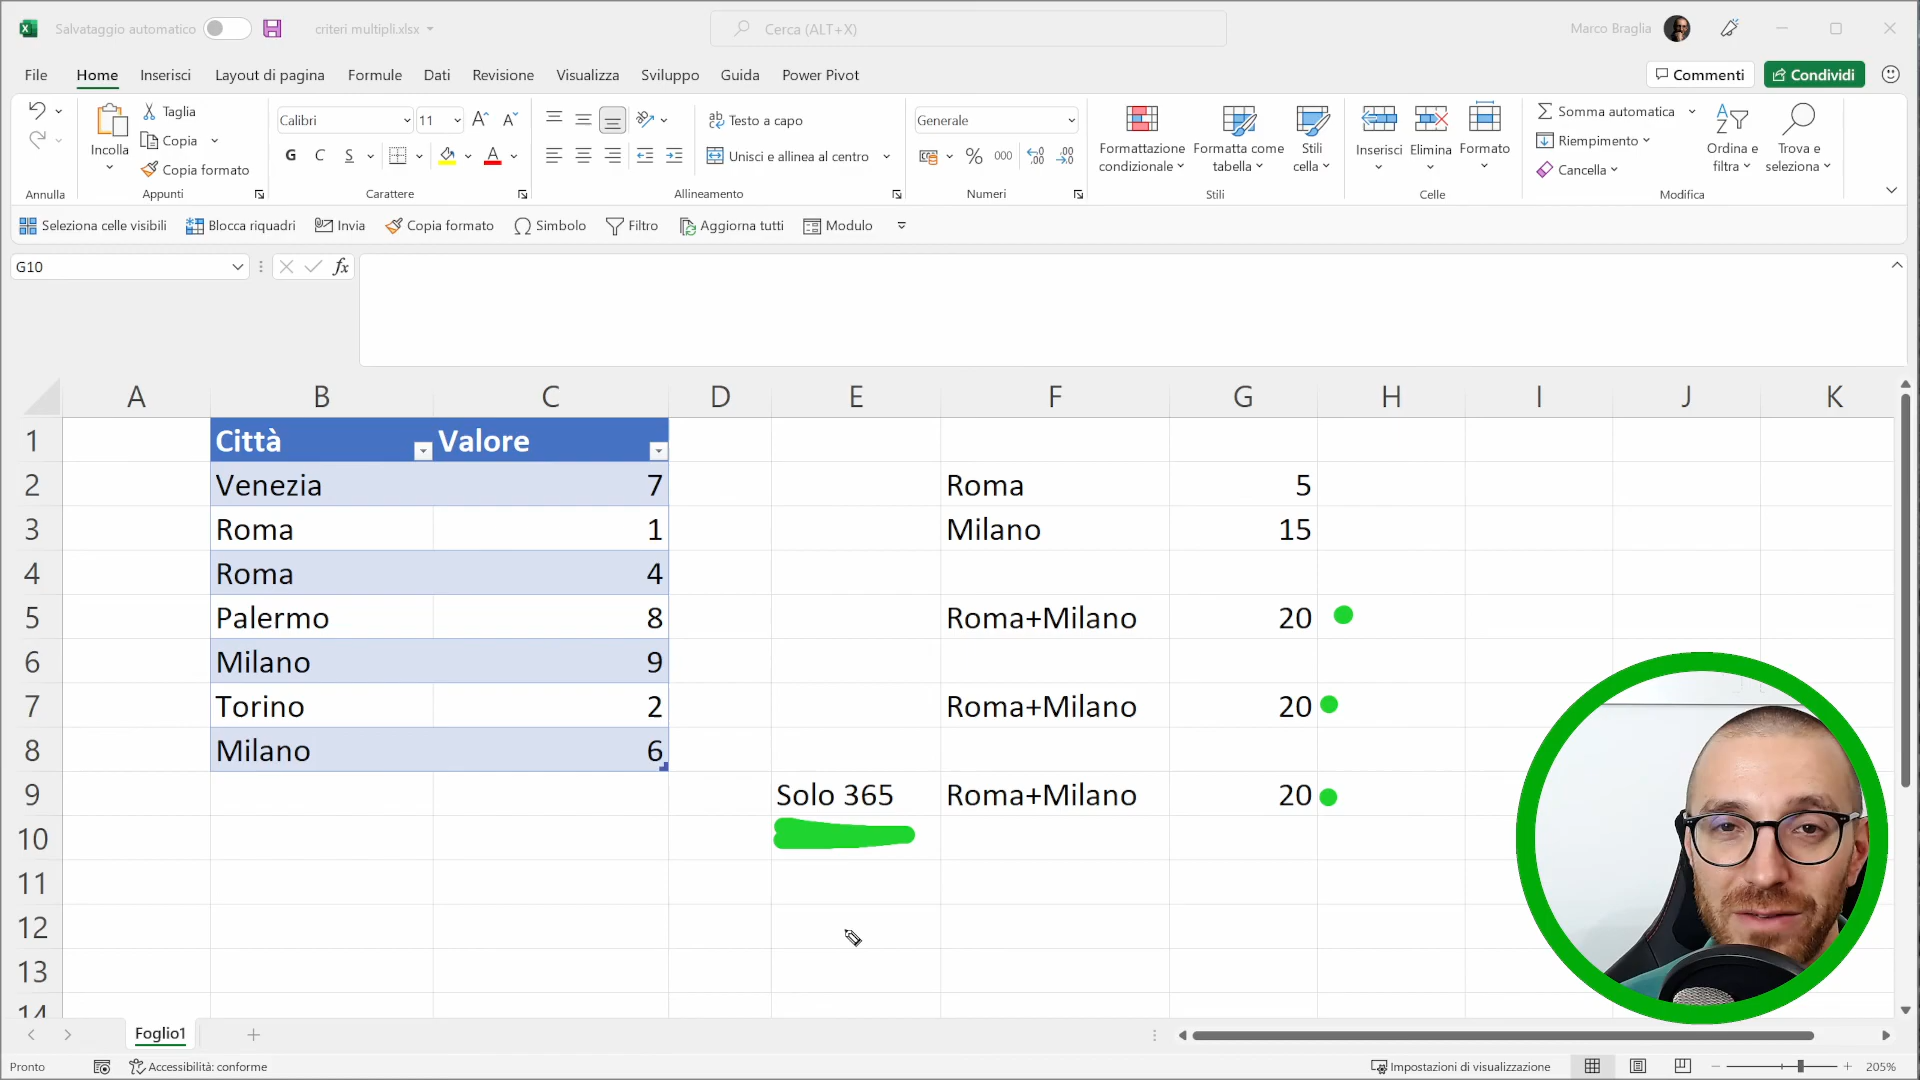 Salvataggio automatico criteri multipli.xlsx Cerca (ALT+X) Marco Braglia
File Home Inserisci Layout di pagina Formule Dati Revisione Visualizza Sviluppo Guida Power Pivot Commenti Condividi
Incolla Taglia Copia Copia formato
Calibri 11
G C S A
Testo a capo
Unisci e allinea al centro
Generale
% 000
Formattazione condizionale
Formatta come tabella
Stili cella
Inserisci Elimina Formato
Somma automatica
Riempimento
Cancella
Ordina e filtra
Trova e seleziona
Annulla Appunti Carattere Allineamento Numeri Stili Celle Modifica
Seleziona celle visibili Blocca riquadri Invia Copia formato Simbolo Filtro Aggiorna tutti Modulo
G10 fx
A B C D E F G H I J K
1 Città Valore
2 Venezia 7 Roma 5
3 Roma 1 Milano 15
4 Roma 4
5 Palermo 8 Roma+Milano 20
6 Milano 9
7 Torino 2 Roma+Milano 20
8 Milano 6
9 Solo 365 Roma+Milano 20
10
11
12
13
14
Foglio1
Pronto Accessibilità: conforme Impostazioni di visualizzazione 205%